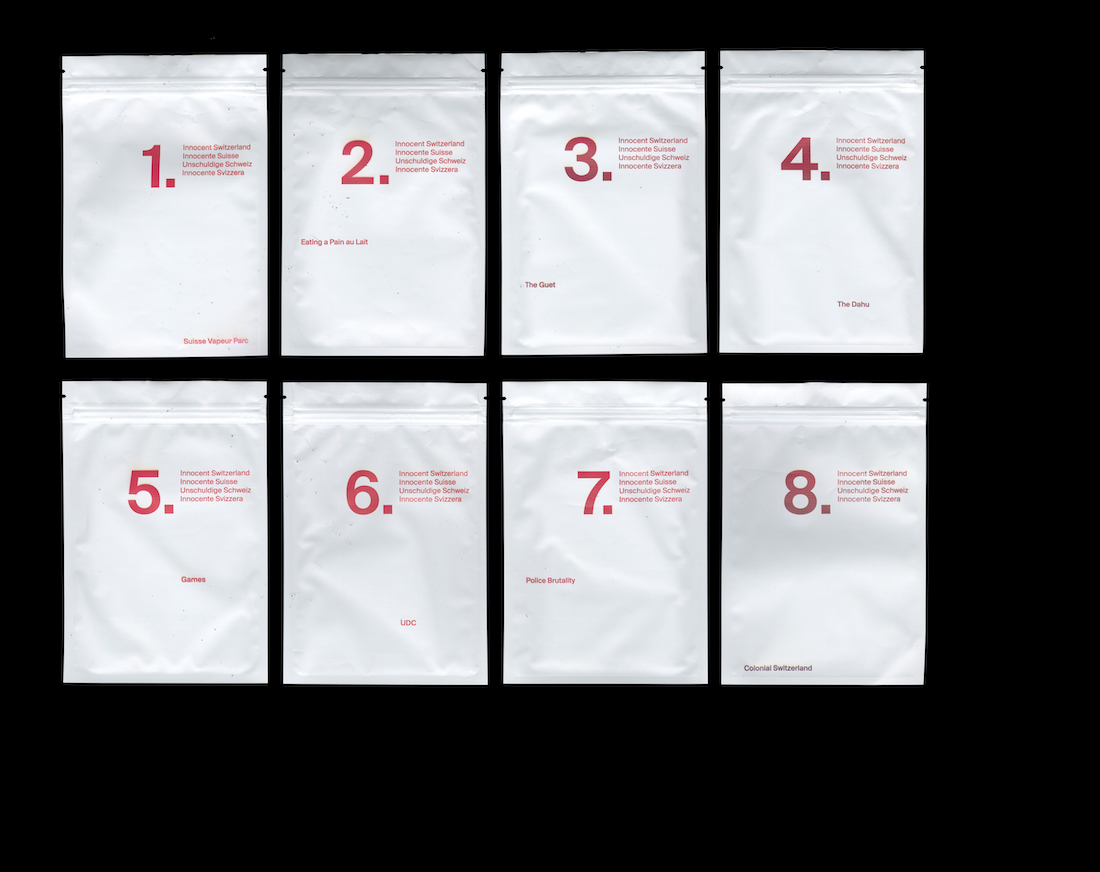 1.
Innocent Switzerland
Innocente Suisse
Unschuldige Schweiz
Innocente Svizzera
Suisse Vapeur Parc
2.
Innocent Switzerland
Innocente Suisse
Unschuldige Schweiz
Innocente Svizzera
Eating a Pain au Lait
3.
Innocent Switzerland
Innocente Suisse
Unschuldige Schweiz
Innocente Svizzera
The Guet
4.
Innocent Switzerland
Innocente Suisse
Unschuldige Schweiz
Innocente Svizzera
The Dahu
5.
Innocent Switzerland
Innocente Suisse
Unschuldige Schweiz
Innocente Svizzera
Games
6.
Innocent Switzerland
Innocente Suisse
Unschuldige Schweiz
Innocente Svizzera
UDC
7.
Innocent Switzerland
Innocente Suisse
Unschuldige Schweiz
Innocente Svizzera
Police Brutality
8.
Innocent Switzerland
Innocente Suisse
Unschuldige Schweiz
Innocente Svizzera
Colonial Switzerland